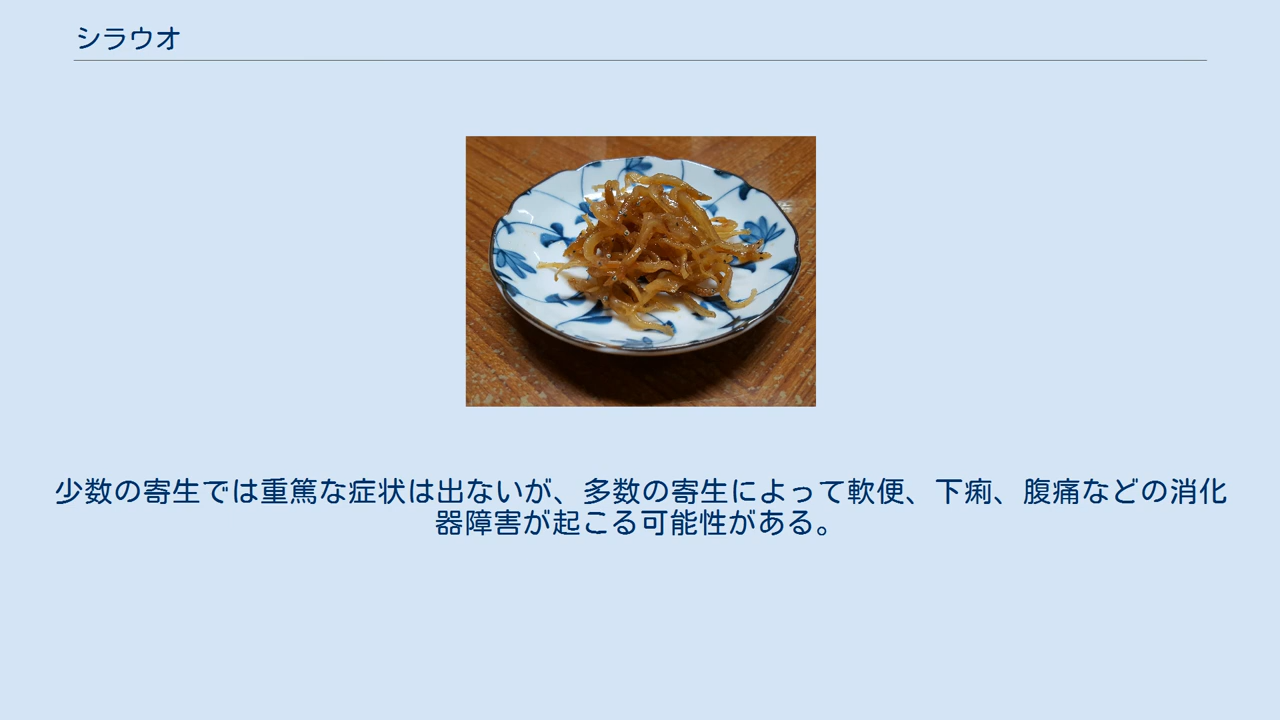 シラウオ
少数の寄生では重篤な症状は出ないが、多数の寄生によって軟便、下痢、腹痛などの消化
器障害が起こる可能性がある。